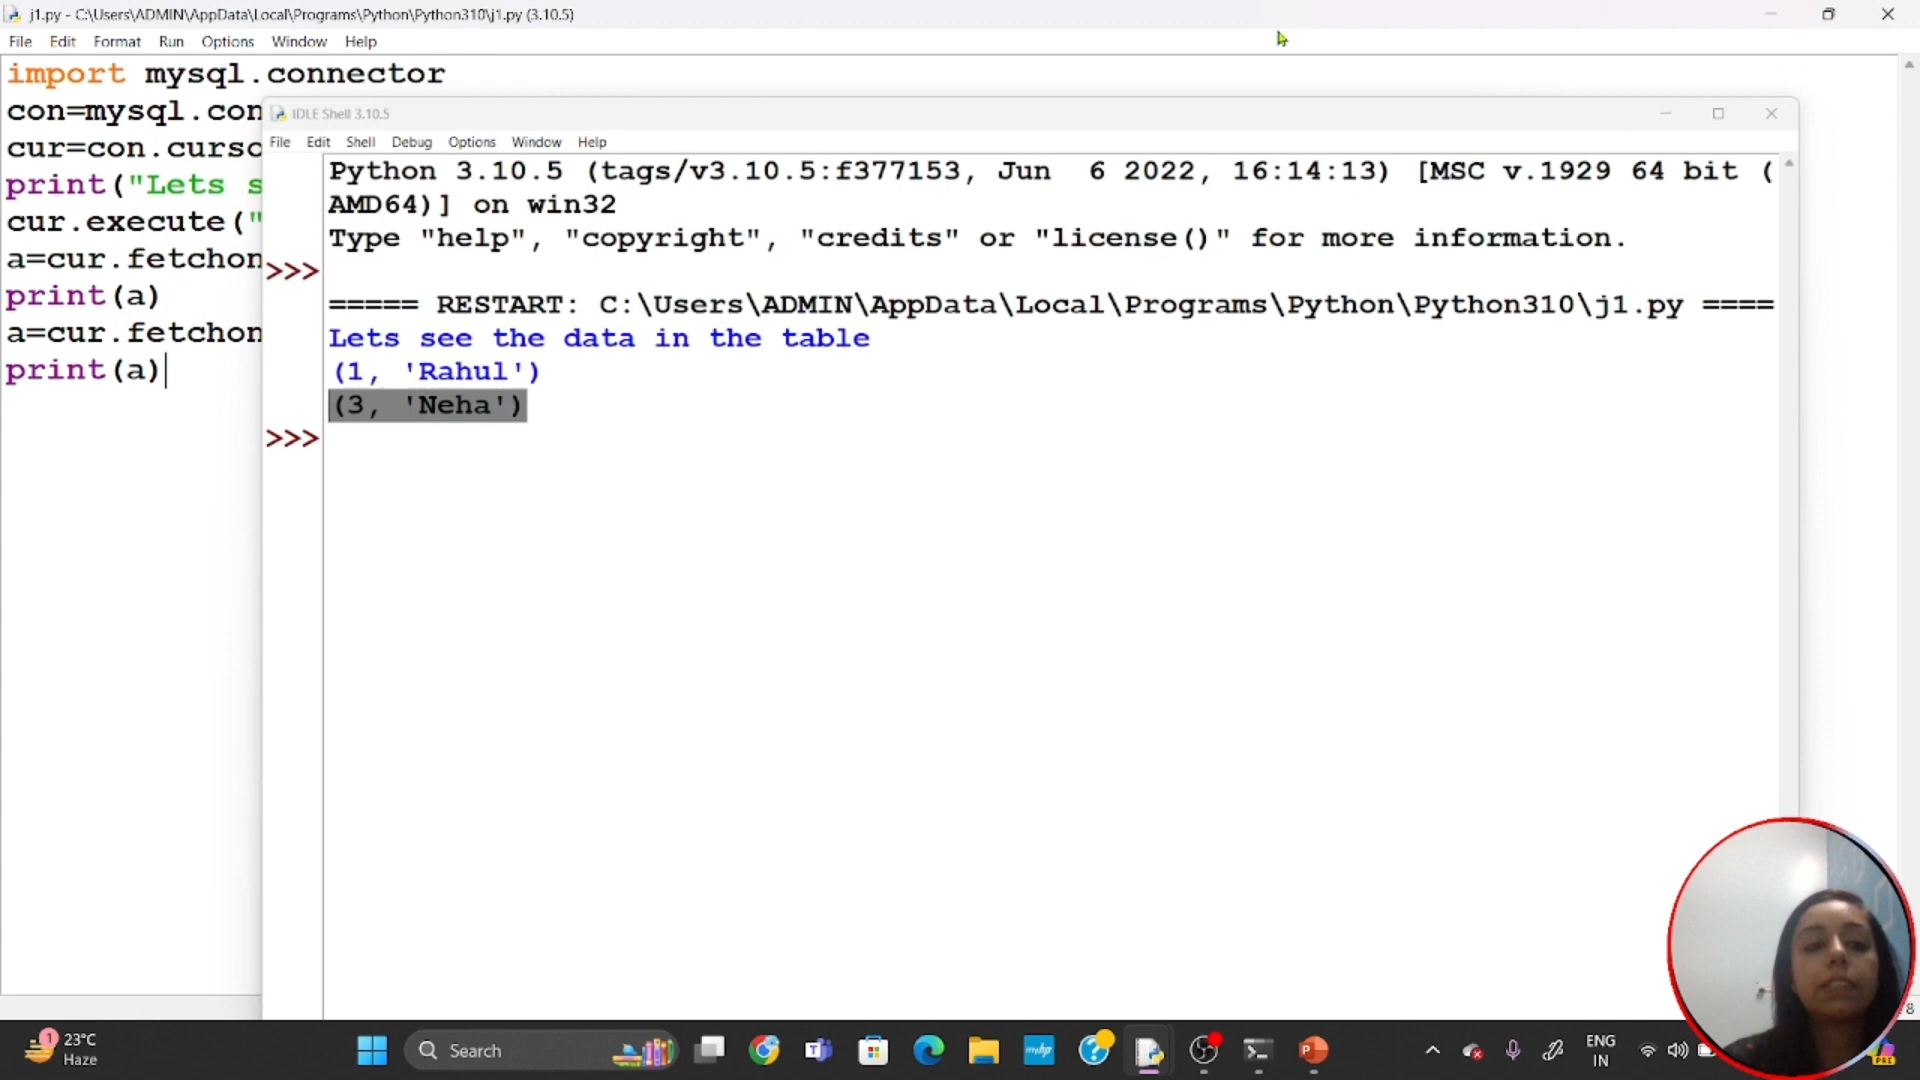 j1.py - C:\Users\ADMIN\AppData\Local\Programs\Python\Python310\j1.py (3.10.5)
File Edit Format Run Options Window Help
import mysql.connector
con=mysql.con
cur=con.curso
print("Lets s
cur.execute("
a=cur.fetchon
print(a)
a=cur.fetchon
print(a)
IDLE Shell 3.10.5
File Edit Shell Debug Options Window Help
Python 3.10.5 (tags/v3.10.5:f377153, Jun  6 2022, 16:14:13) [MSC v.1929 64 bit (
AMD64)] on win32
Type "help", "copyright", "credits" or "license()" for more information.
>>>
===== RESTART: C:\Users\ADMIN\AppData\Local\Programs\Python\Python310\j1.py ====
Lets see the data in the table
(1, 'Rahul')
(3, 'Neha')
>>>
8
1
23°C
Haze
Search
myhp
ENG
IN
PRE